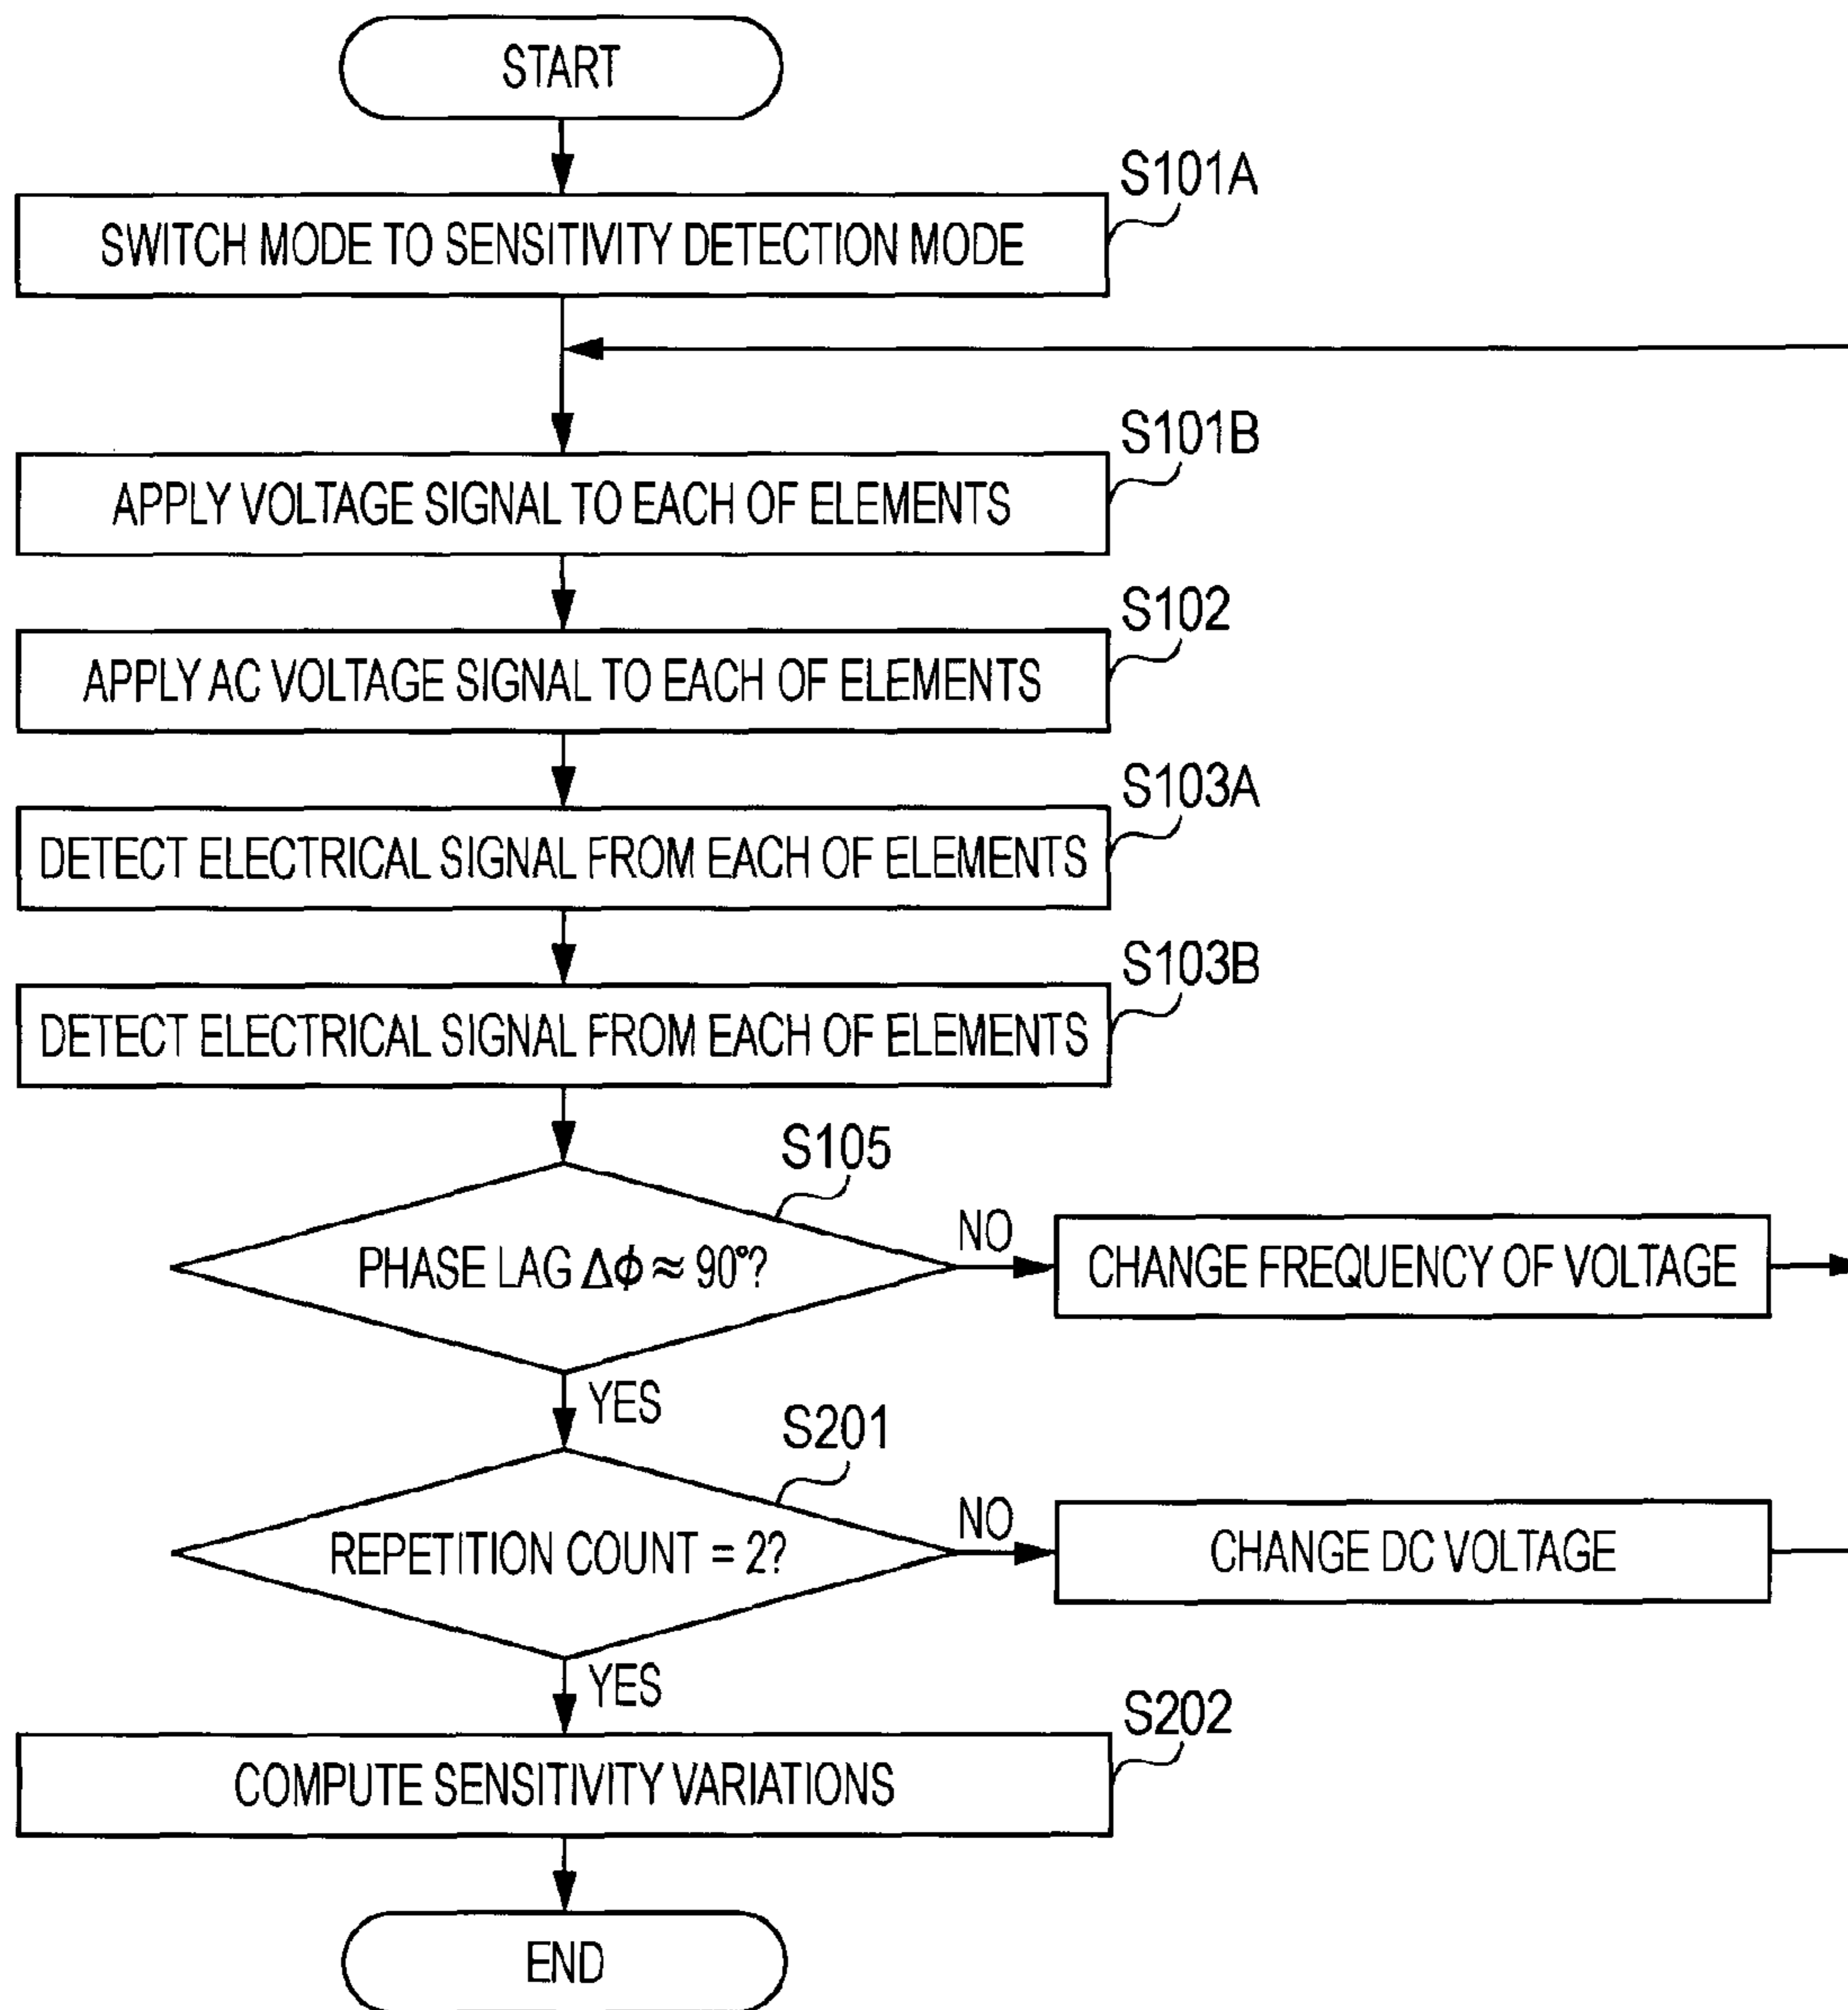 START
S101A
SWITCH MODE TO SENSITIVITY DETECTION MODE
S101B
APPLY VOLTAGE SIGNAL TO EACH OF ELEMENTS
S102
APPLY AC VOLTAGE SIGNAL TO EACH OF ELEMENTS
S103A
DETECT ELECTRICAL SIGNAL FROM EACH OF ELEMENTS
S103B
DETECT ELECTRICAL SIGNAL FROM EACH OF ELEMENTS
S105
PHASE LAG Δϕ ≈ 90°?
NO
CHANGE FREQUENCY OF VOLTAGE
YES
S201
REPETITION COUNT = 2?
NO
CHANGE DC VOLTAGE
YES
S202
COMPUTE SENSITIVITY VARIATIONS
END